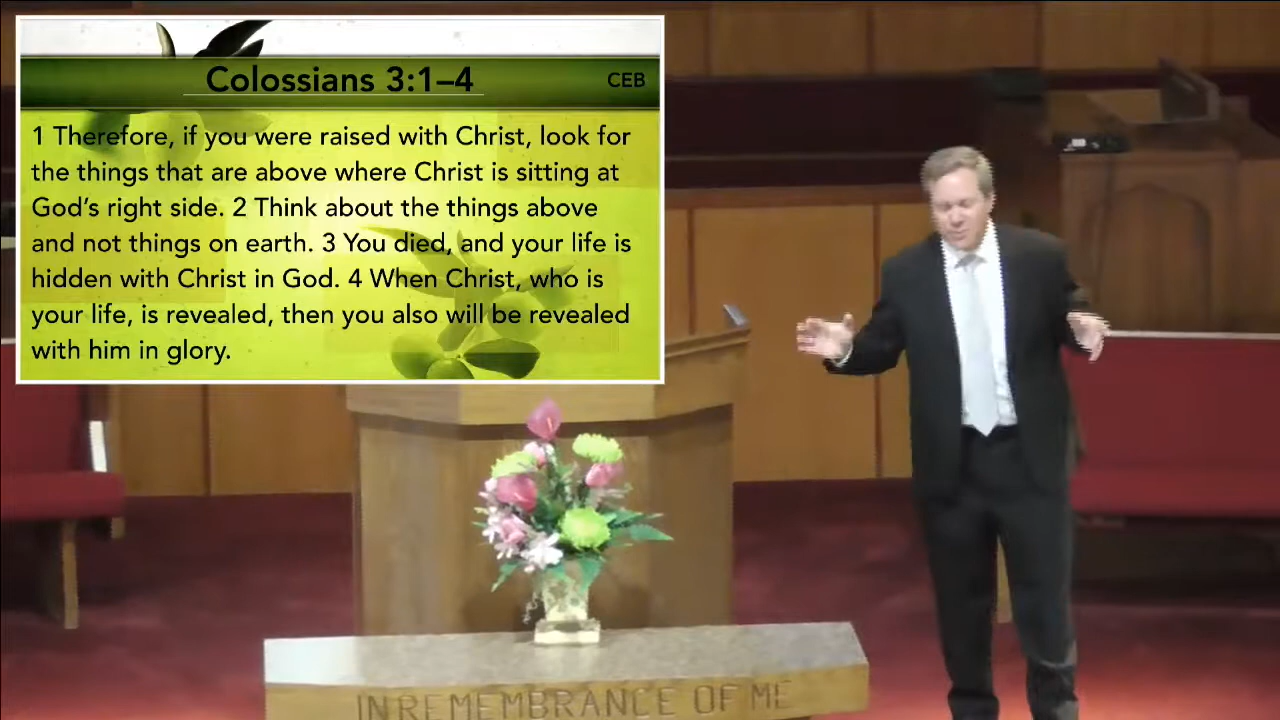 Colossians 3:1–4
CEB
1 Therefore, if you were raised with Christ, look for
the things that are above where Christ is sitting at
God's right side. 2 Think about the things above
and not things on earth. 3 You died, and your life is
hidden with Christ in God. 4 When Christ, who is
your life, is revealed, then you also will be revealed
with him in glory.
IN REMEMBRANCE OF ME